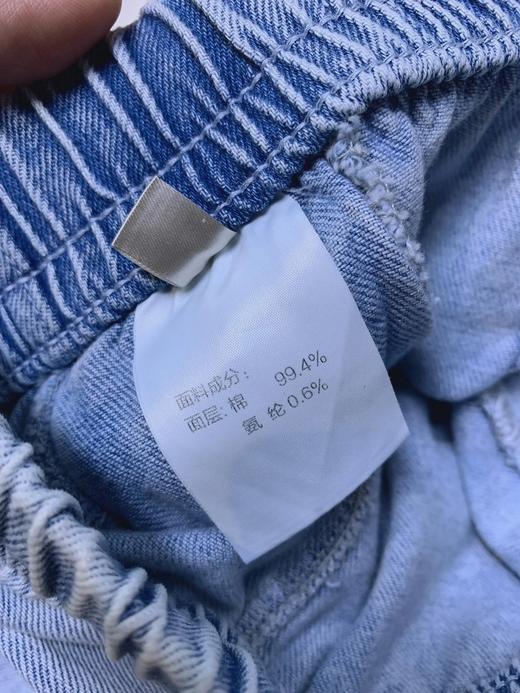 面料成分：
面层:棉 99.4%
氨 纶 0.6%